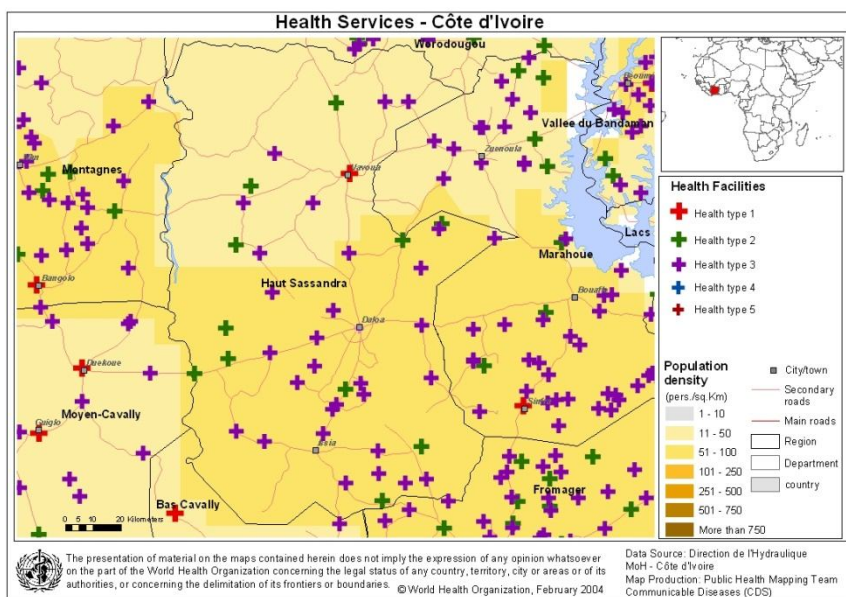 Health Services - Côte d'Ivoire
Worodougou
Vallee du Bandaman
Zuenoula
Montagnes
Vavoua
Lacs
Marahoue
Bangolo
Haut Sassandra
Bouafle
Daloa
Duekoue
Moyen-Cavally
Guiglo
Sinfra
Issia
Bas Cavally
Fromager
0 5 10 20 Kilometers
Health Facilities
Health type 1
Health type 2
Health type 3
Health type 4
Health type 5
Population
density
(pers./sq.Km)
1 - 10
11 - 50
51 - 100
101 - 250
251 - 500
501 - 750
More than 750
City/town
Secondary
roads
Main roads
Region
Department
country
The presentation of material on the maps contained herein does not imply the expression of any opinion whatsoever
on the part of the World Health Organization concerning the legal status of any country, territory, city or areas or of its
authorities, or concerning the delimitation of its frontiers or boundaries. © World Health Organization, February 2004
Data Source: Direction de l'Hydraulique
MoH - Côte d'Ivoire
Map Production: Public Health Mapping Team
Communicable Diseases (CDS)